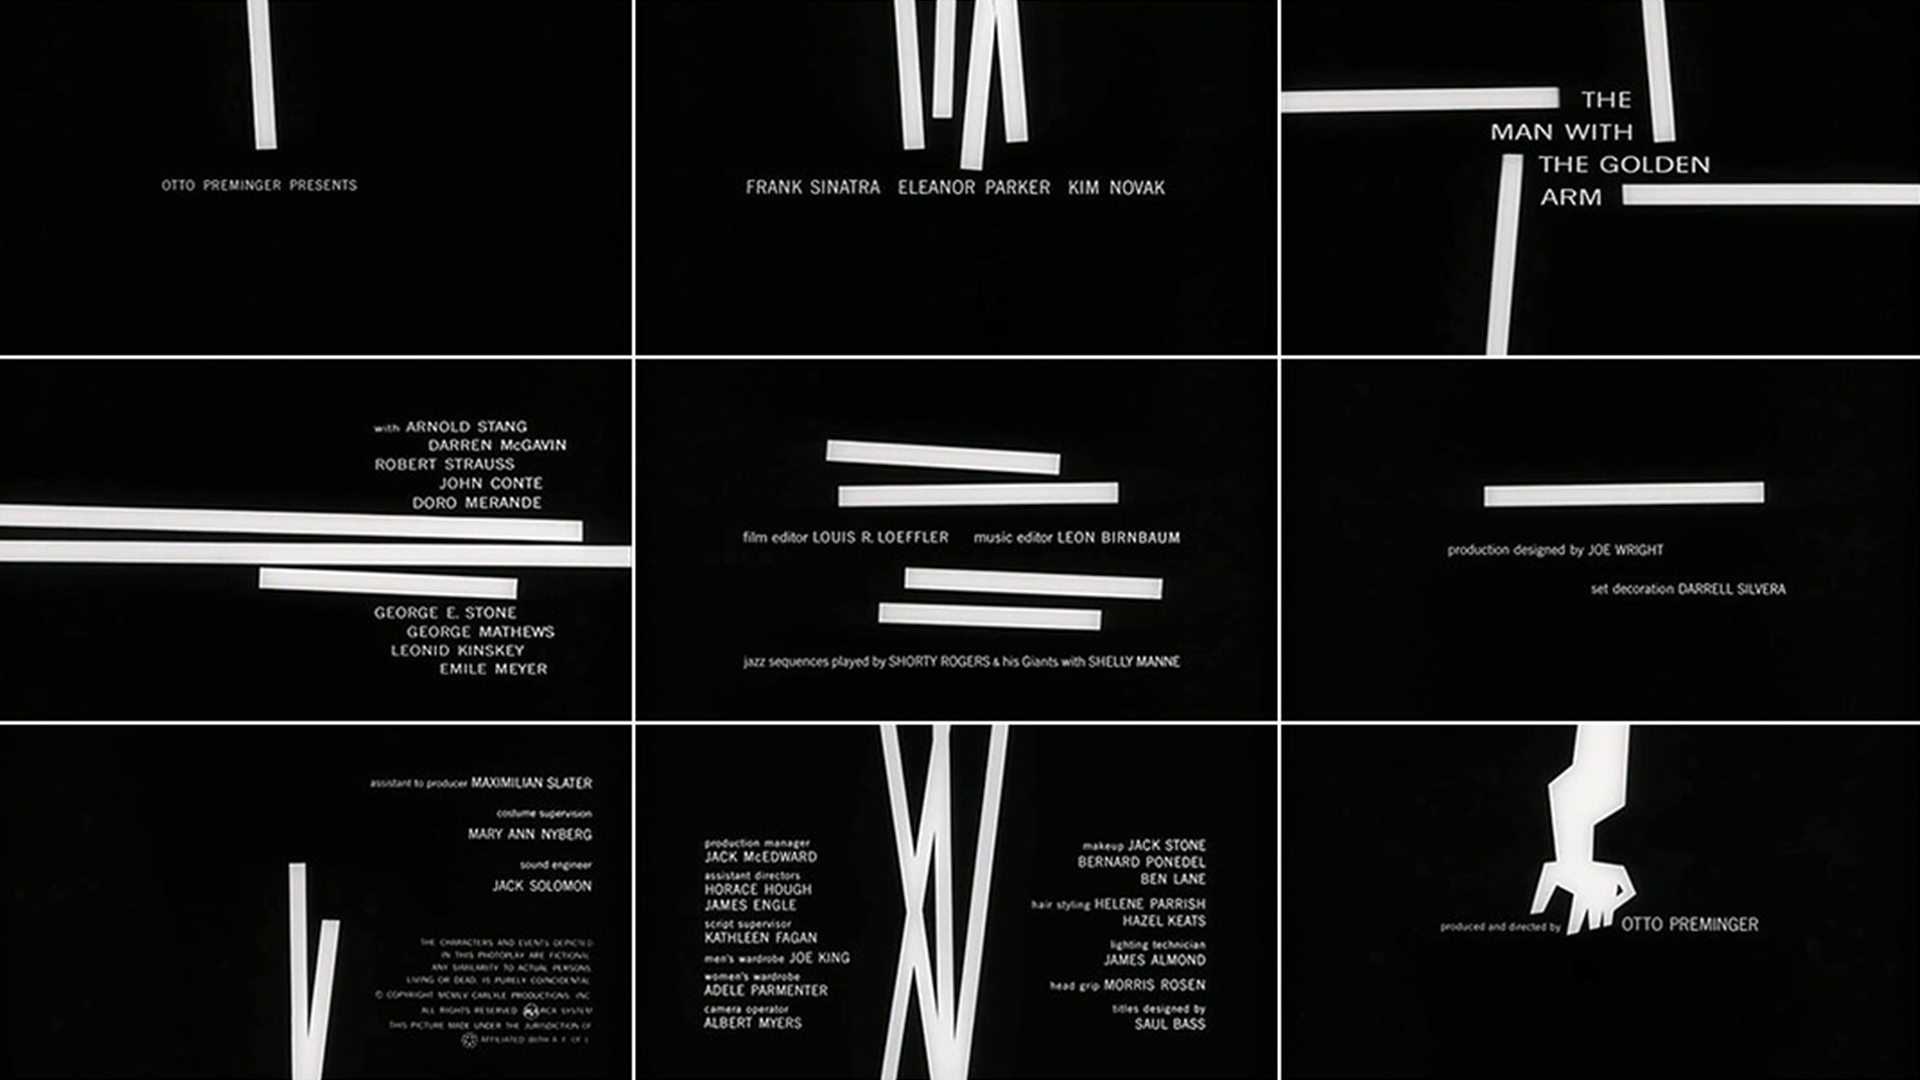 OTTO PREMINGER PRESENTS
FRANK SINATRA ELEANOR PARKER KIM NOVAK
THE
MAN WITH
THE GOLDEN
ARM
with ARNOLD STANG
DARREN McGAVIN
ROBERT STRAUSS
JOHN CONTE
DORO MERANDE
GEORGE E. STONE
GEORGE MATHEWS
LEONID KINSKEY
EMILE MEYER
film editor LOUIS R. LOEFFLER music editor LEON BIRNBAUM
jazz sequences played by SHORTY ROGERS & his Giants with SHELLY MANNE
production designed by JOE WRIGHT
set decoration DARRELL SILVERA
assistant to producer MAXIMILIAN SLATER
costume supervision
MARY ANN NYBERG
sound engineer
JACK SOLOMON
THE CHARACTERS AND EVENTS DEPICTED
IN THIS PHOTOPLAY ARE FICTIONAL
ANY SIMILARITY TO ACTUAL PERSONS,
LIVING OR DEAD, IS PURELY COINCIDENTAL
© COPYRIGHT MCMLV CARLYLE PRODUCTIONS, INC
ALL RIGHTS RESERVED RCA SYSTEM
THIS PICTURE MADE UNDER THE JURISDICTION OF
AFFILIATED WITH A. F. OF L.
production manager
JACK McEDWARD
assistant directors
HORACE HOUGH
JAMES ENGLE
script supervisor
KATHLEEN FAGAN
men's wardrobe JOE KING
women's wardrobe
ADELE PARMENTER
camera operator
ALBERT MYERS
makeup JACK STONE
BERNARD PONEDEL
BEN LANE
hair styling HELENE PARRISH
HAZEL KEATS
lighting technician
JAMES ALMOND
head grip MORRIS ROSEN
titles designed by
SAUL BASS
produced and directed by OTTO PREMINGER